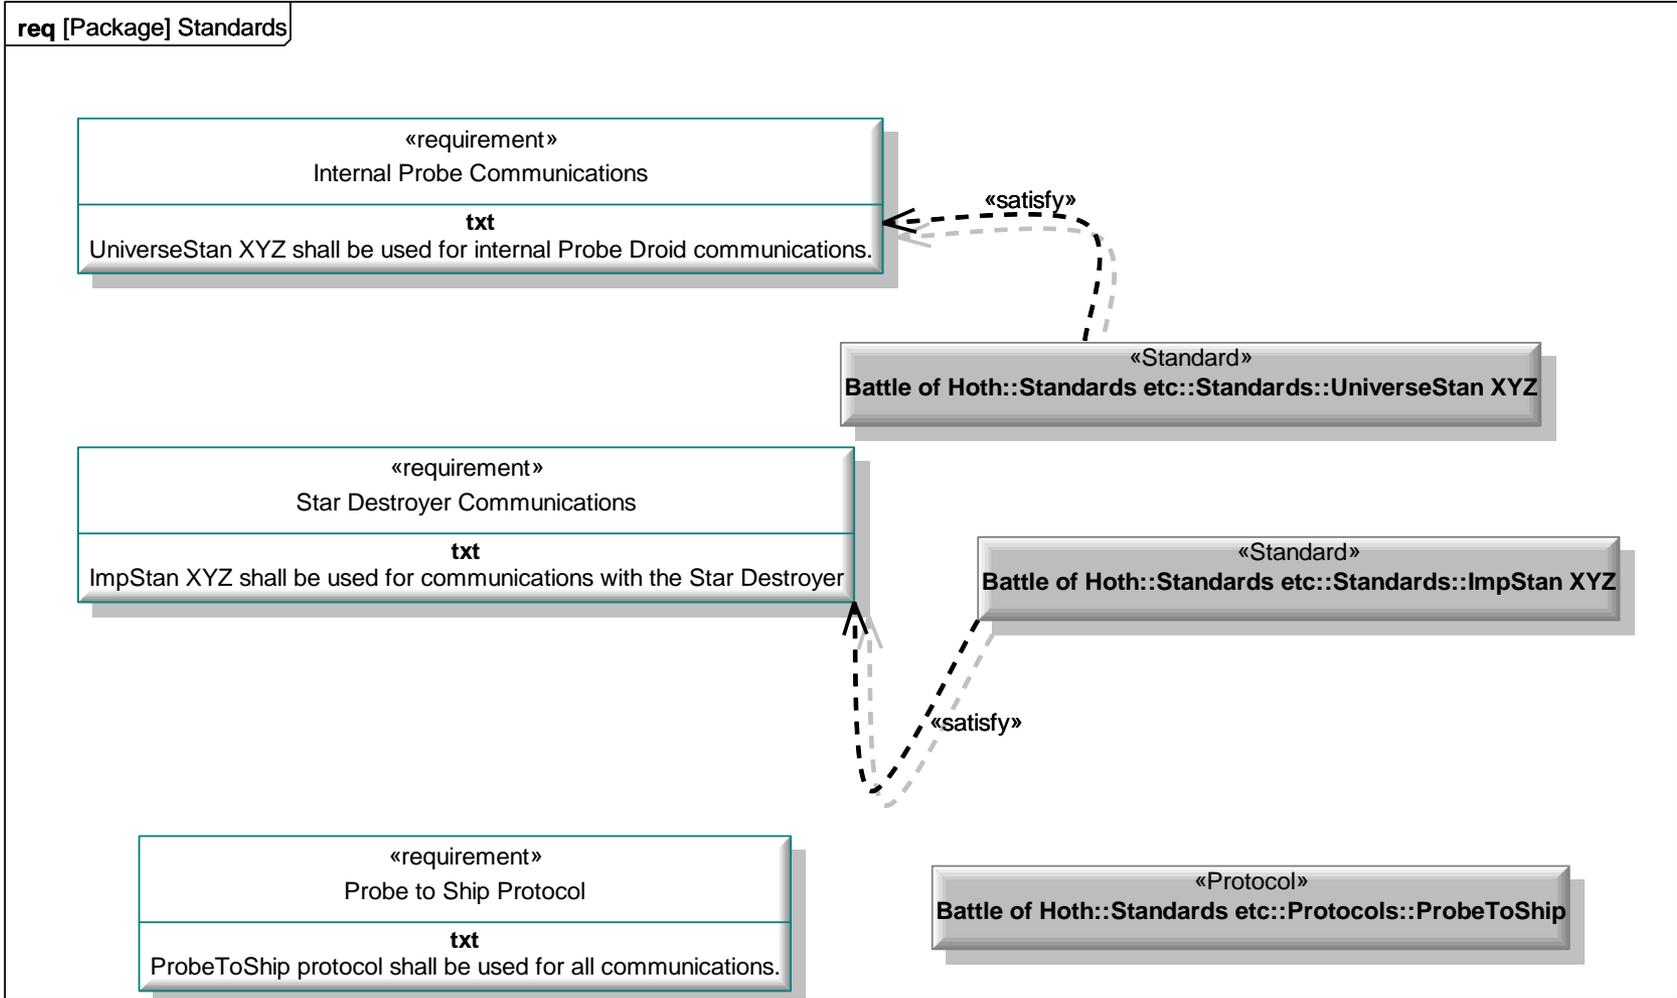 req [Package] Standards
«requirement»
Internal Probe Communications
txt
UniverseStan XYZ shall be used for internal Probe Droid communications.
«satisfy»
«Standard»
Battle of Hoth::Standards etc::Standards::UniverseStan XYZ
«requirement»
Star Destroyer Communications
txt
ImpStan XYZ shall be used for communications with the Star Destroyer
«Standard»
Battle of Hoth::Standards etc::Standards::ImpStan XYZ
«satisfy»
«requirement»
Probe to Ship Protocol
txt
ProbeToShip protocol shall be used for all communications.
«Protocol»
Battle of Hoth::Standards etc::Protocols::ProbeToShip